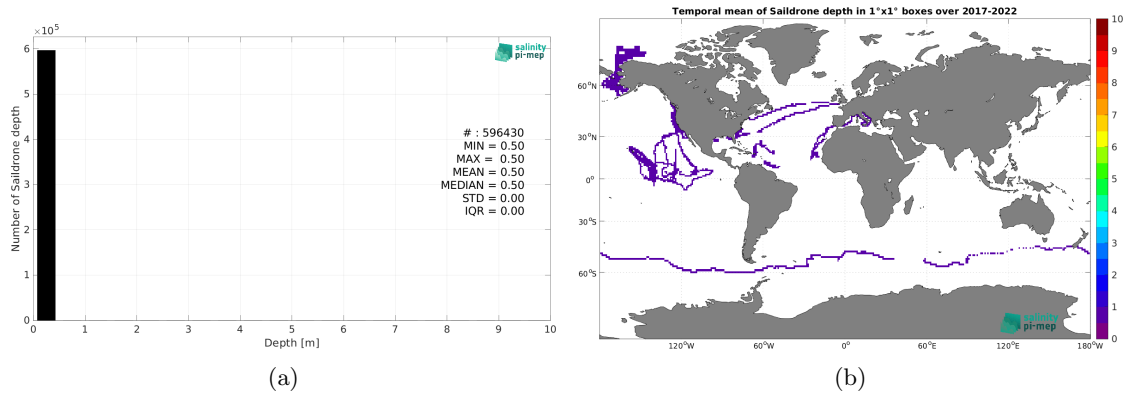 ×10⁵
6
5
4
3
2
1
0
Number of Saildrone depth
salinity
pi-mep
# : 596430
MIN = 0.50
MAX = 0.50
MEAN = 0.50
MEDIAN = 0.50
STD = 0.00
IQR = 0.00
0 1 2 3 4 5 6 7 8 9 10
Depth [m]
(a)
Temporal mean of Saildrone depth in 1°x1° boxes over 2017-2022
60°N
30°N
0°
30°S
60°S
120°W 60°W 0° 60°E 120°E 180°W
salinity
pi-mep
10
9
8
7
6
5
4
3
2
1
0
(b)